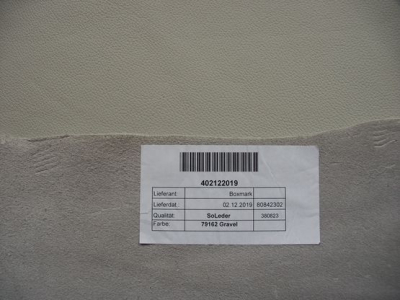 402122019
Lieferant: Boxmark
Lieferdat.: 02.12.2019 80842302
Qualität: SoLeder 380823
Farbe: 79162 Gravel